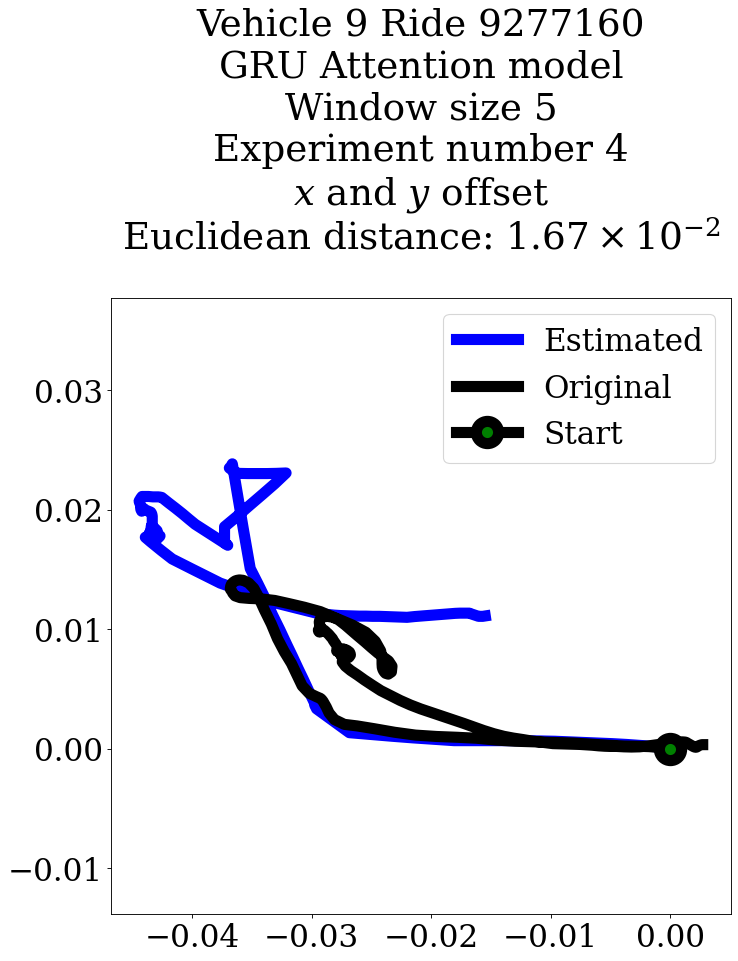 Vehicle 9 Ride 9277160
GRU Attention model
Window size 5
Experiment number 4
x and y offset
Euclidean distance: 1.67 × 10⁻²
Estimated
Original
Start
0.03
0.02
0.01
0.00
−0.01
−0.04 −0.03 −0.02 −0.01 0.00